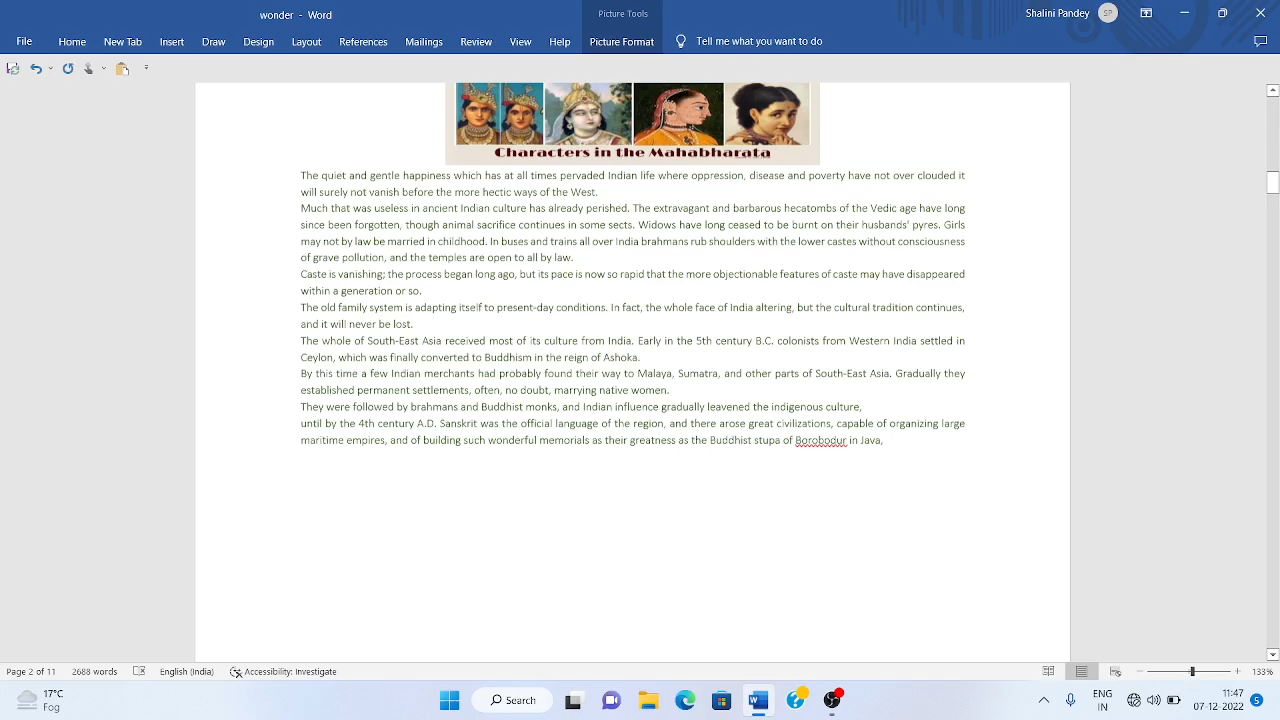 wonder - Word
Picture Tools
Shalini Pandey
File Home New Tab Insert Draw Design Layout References Mailings Review View Help Picture Format Tell me what you want to do
Characters in the Mahabharata
The quiet and gentle happiness which has at all times pervaded Indian life where oppression, disease and poverty have not over clouded it
will surely not vanish before the more hectic ways of the West.
Much that was useless in ancient Indian culture has already perished. The extravagant and barbarous hecatombs of the Vedic age have long
since been forgotten, though animal sacrifice continues in some sects. Widows have long ceased to be burnt on their husbands' pyres. Girls
may not by law be married in childhood. In buses and trains all over India brahmans rub shoulders with the lower castes without consciousness
of grave pollution, and the temples are open to all by law.
Caste is vanishing; the process began long ago, but its pace is now so rapid that the more objectionable features of caste may have disappeared
within a generation or so.
The old family system is adapting itself to present-day conditions. In fact, the whole face of India altering, but the cultural tradition continues,
and it will never be lost.
The whole of South-East Asia received most of its culture from India. Early in the 5th century B.C. colonists from Western India settled in
Ceylon, which was finally converted to Buddhism in the reign of Ashoka.
By this time a few Indian merchants had probably found their way to Malaya, Sumatra, and other parts of South-East Asia. Gradually they
established permanent settlements, often, no doubt, marrying native women.
They were followed by brahmans and Buddhist monks, and Indian influence gradually leavened the indigenous culture,
until by the 4th century A.D. Sanskrit was the official language of the region, and there arose great civilizations, capable of organizing large
maritime empires, and of building such wonderful memorials as their greatness as the Buddhist stupa of Borobodur in Java,
Page 2 of 11 2688 words English (India) Accessibility: Investigate 133%
17°C
Fog
Search
ENG
IN
11:47
07-12-2022
5